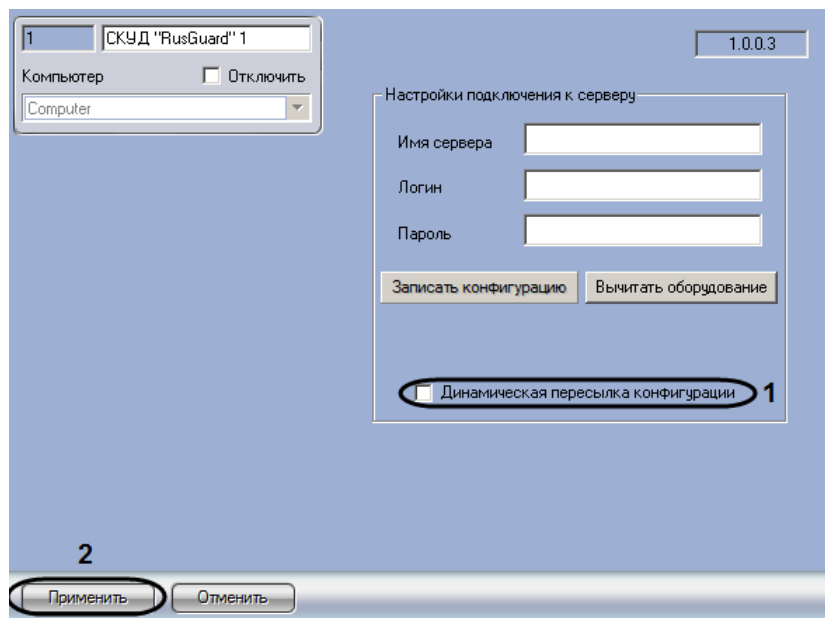 1
СКУД "RusGuard" 1
1.0.0.3
Компьютер
Отключить
Computer
Настройки подключения к серверу
Имя сервера
Логин
Пароль
Записать конфигурацию
Вычитать оборудование
Динамическая пересылка конфигурации 1
2
Применить
Отменить